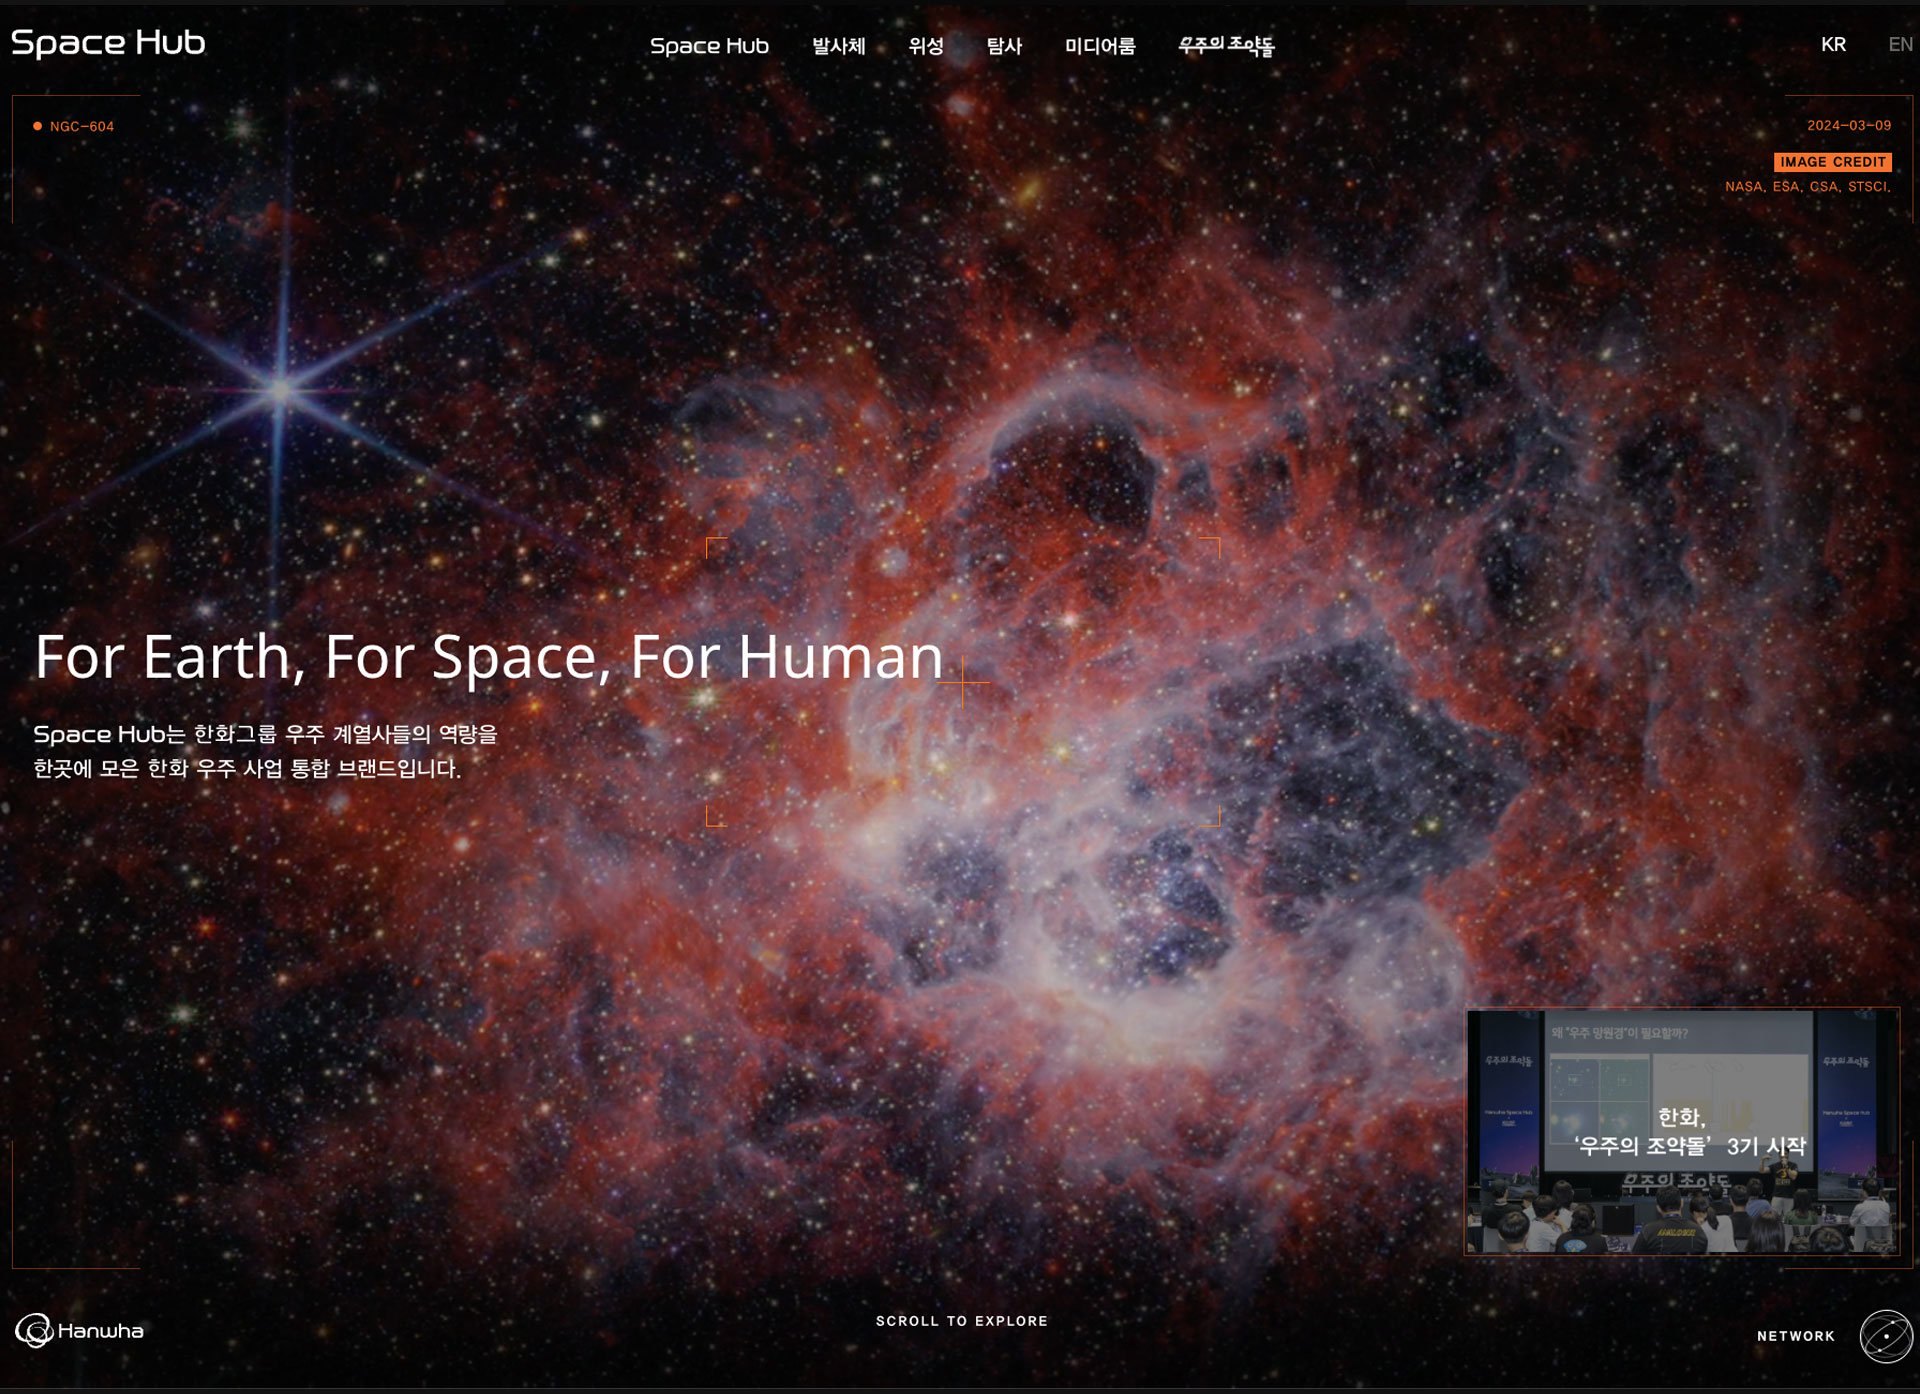 Space Hub
Space Hub 발사체 위성 탐사 미디어룸 우주의 조약돌
KR EN
NGC-604
2024-03-09
IMAGE CREDIT
NASA, ESA, CSA, STSCI,
For Earth, For Space, For Human
Space Hub는 한화그룹 우주 계열사들의 역량을
한곳에 모은 한화 우주 사업 통합 브랜드입니다.
왜 "우주 망원경"이 필요할까?
우주의 조약돌
우주의 조약돌
Hanwha Space Hub
Hanwha Space Hub
한화,
‘우주의 조약돌’ 3기 시작
우주의 조약돌
Hanwha
SCROLL TO EXPLORE
NETWORK